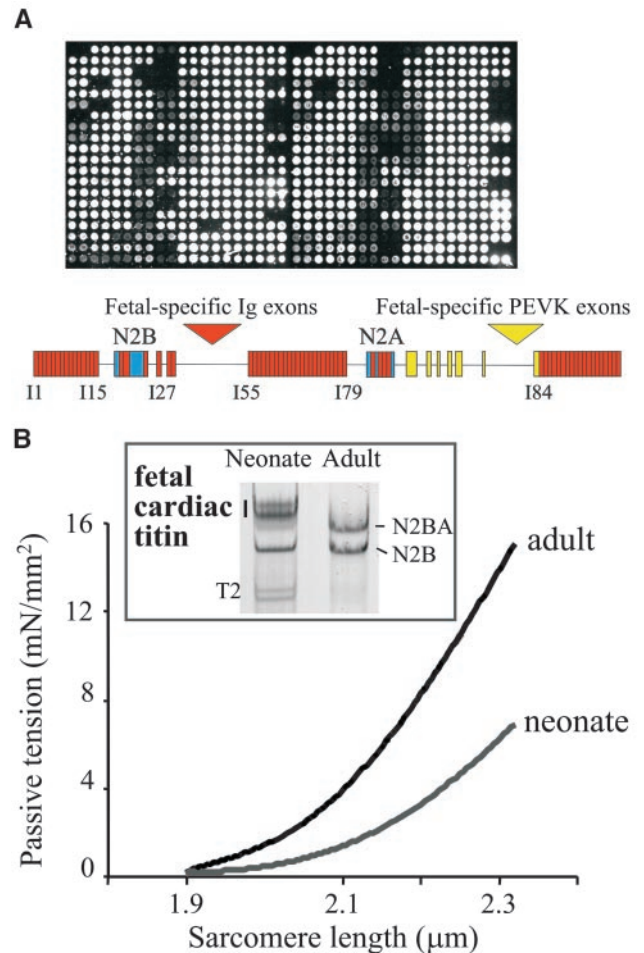 A
Fetal-specific Ig exons
Fetal-specific PEVK exons
N2B
N2A
I1 I15 I27 I55 I79 I84
B
Neonate Adult
fetal
cardiac
titin
N2BA
N2B
T2
adult
neonate
Passive tension (mN/mm²)
16
12
8
4
0
1.9 2.1 2.3
Sarcomere length (μm)